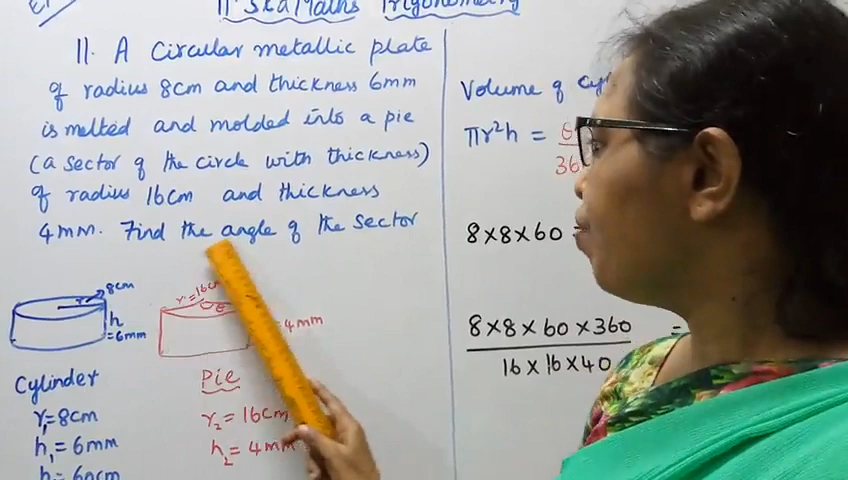 11 Std Maths Trigonometry
11. A Circular metallic plate
of radius 8cm and thickness 6mm
is melted and molded into a pie
(a sector of the circle with thickness)
of radius 16cm and thickness
4mm. Find the angle of the sector
8cm
r
h
=6mm
r=16cm
θ
=4mm
Cylinder
r₁=8cm
h₁=6mm
Pie
r₂=16cm
h₂=4mm
Volume of
πr²h =
8×8×60 =
8×8×60×360 =
16×16×40